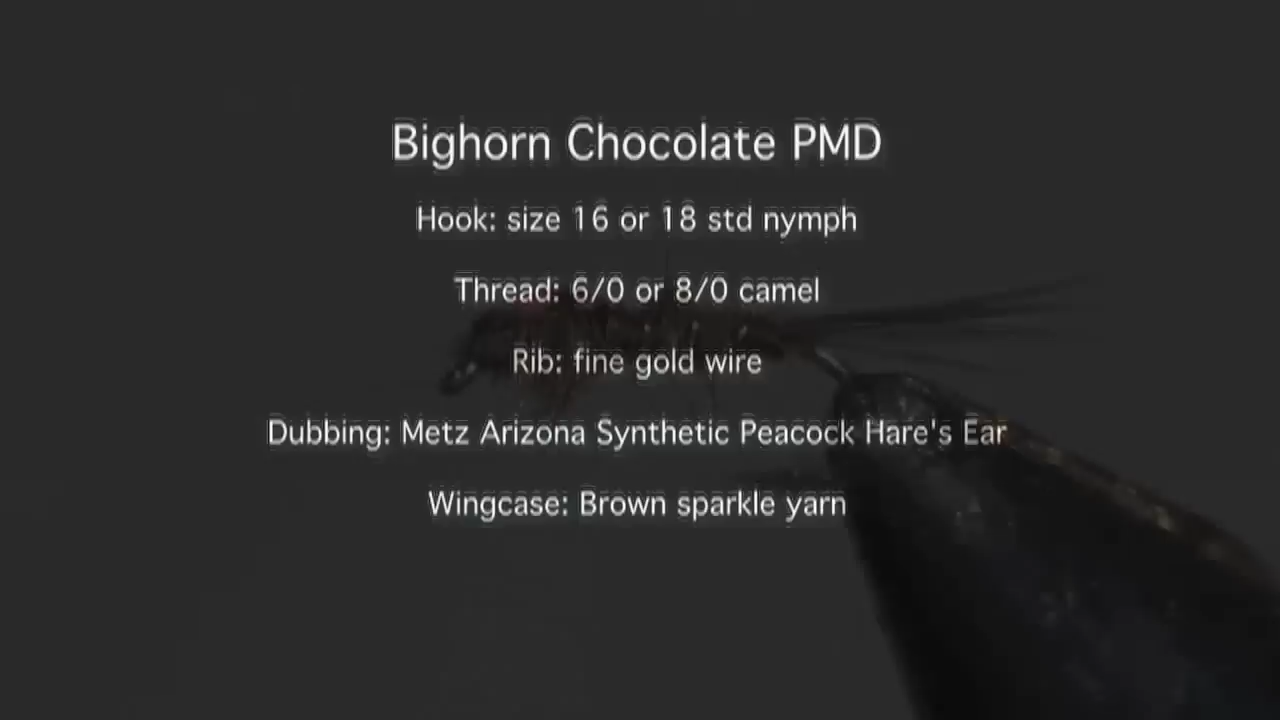 Bighorn Chocolate PMD
Hook: size 16 or 18 std nymph
Thread: 6/0 or 8/0 camel
Rib: fine gold wire
Dubbing: Metz Arizona Synthetic Peacock Hare's Ear
Wingcase: Brown sparkle yarn